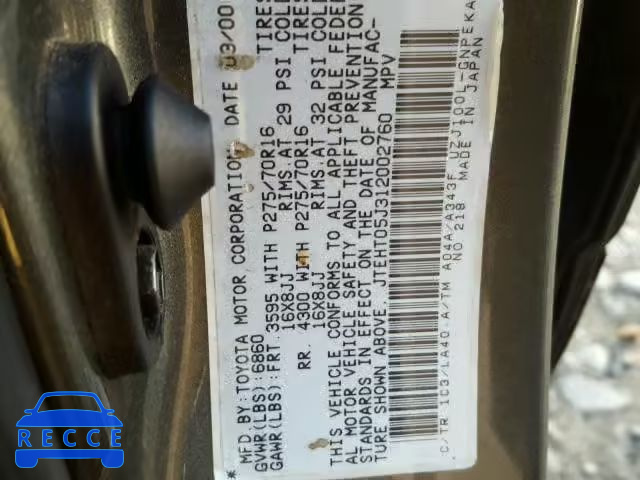 * MFD. BY: TOYOTA MOTOR CORPORATION DATE 03/00
GVWR(LBS):6860
GAWR(LBS):FRT. 3595 WITH P275/70R16 TIRES
16X8JJ RIMS.AT 29 PSI COLD
RR. 4300 WITH P275/70R16 TIRES
16X8JJ RIMS.AT 32 PSI COLD
THIS VEHICLE CONFORMS TO ALL APPLICABLE FEDER
AL MOTOR VEHICLE SAFETY AND THEFT PREVENTION
STANDARDS IN EFFECT ON THE DATE OF MANUFAC-
TURE SHOWN ABOVE. JTEHT05J312002760 MPV
C/TR: 1C3/LA40 A/TM A04A/A343F UZJ100L-GNPEKA
NO 218 MADE IN JAPAN